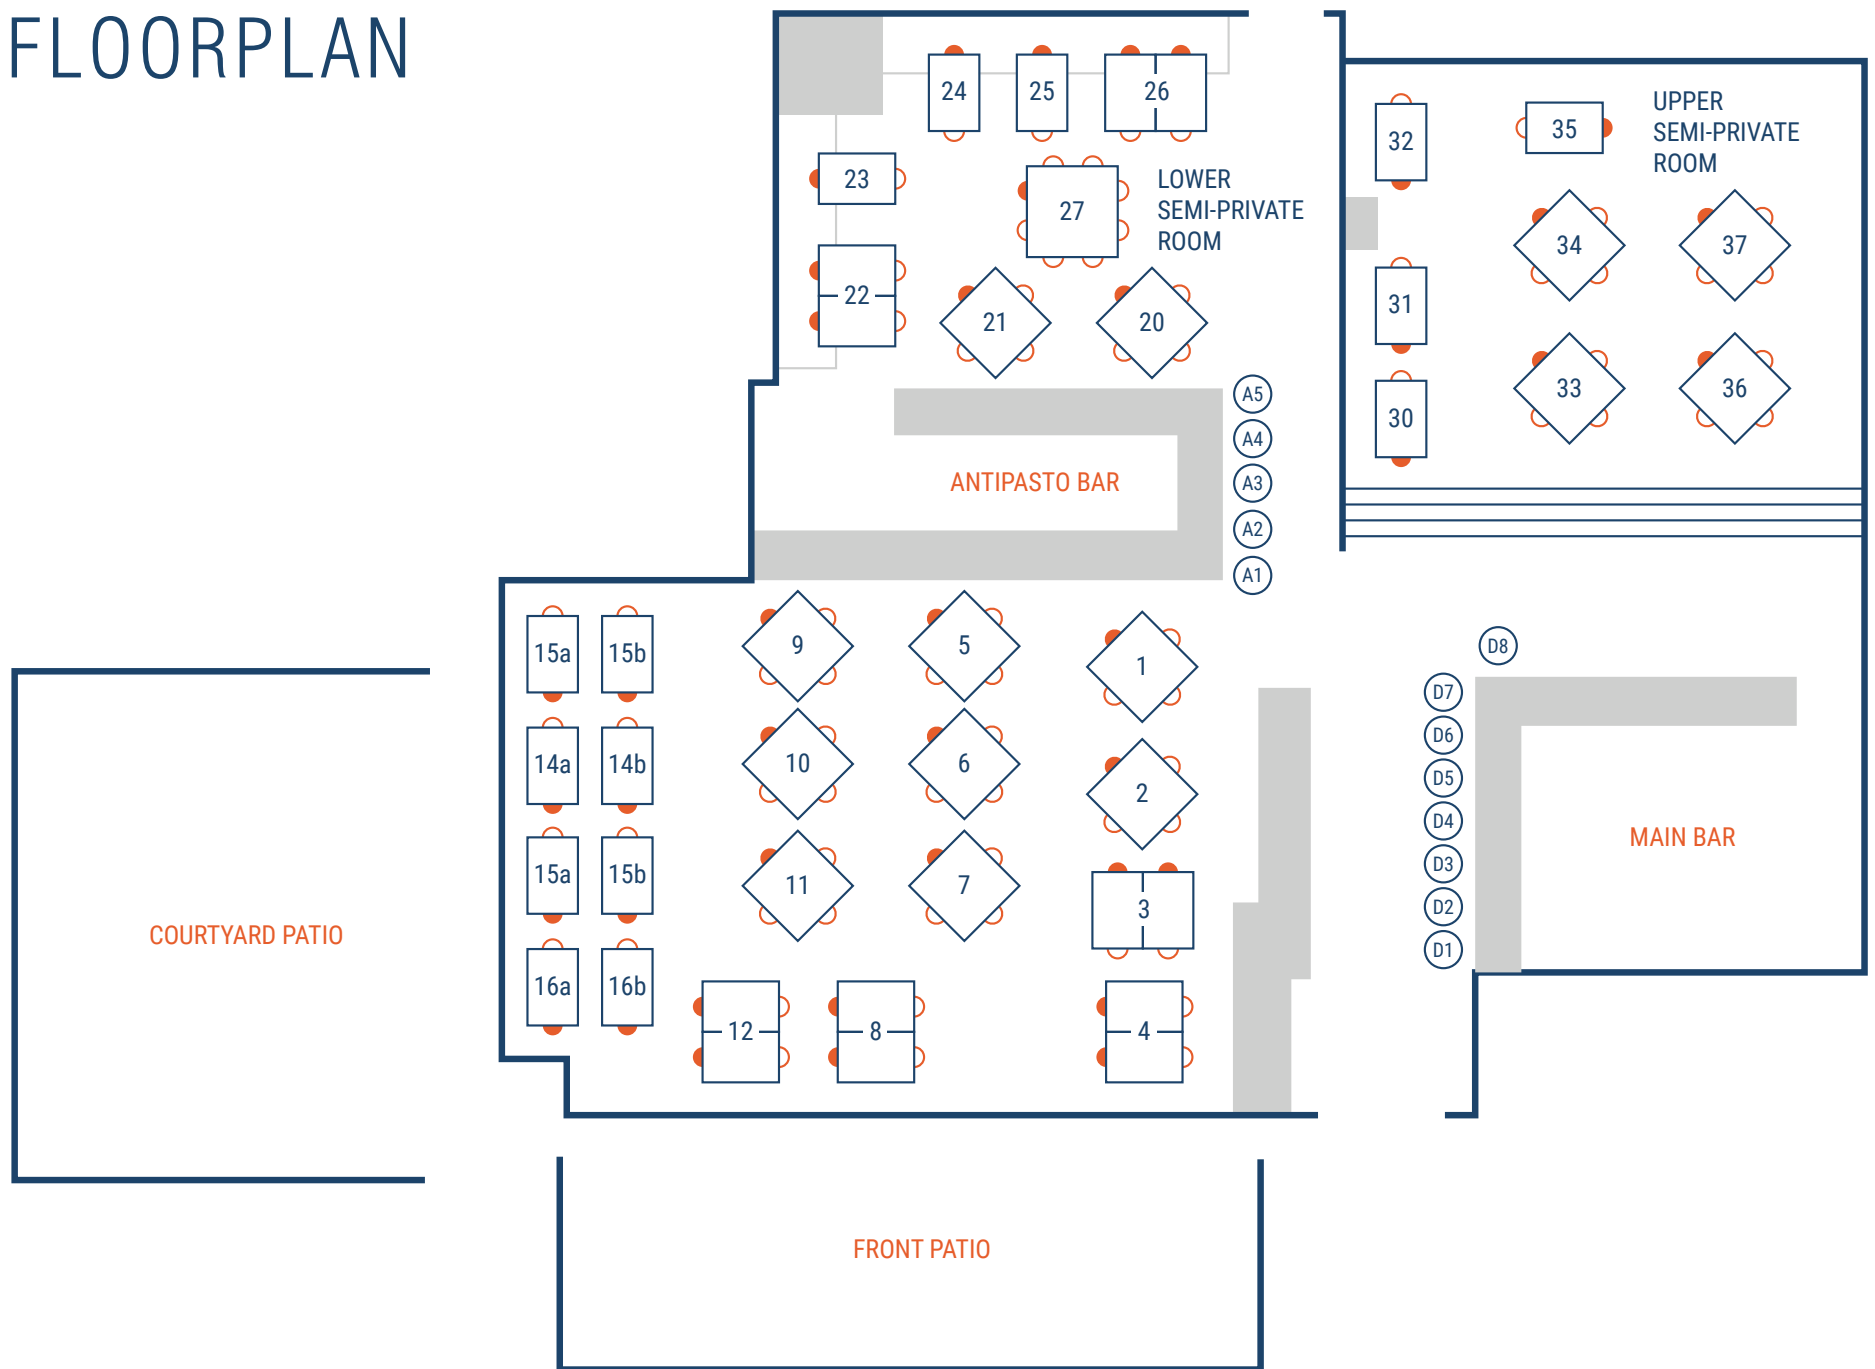 FLOORPLAN
24
25
26
32
35
UPPER
SEMI-PRIVATE
ROOM
23
27
LOWER
SEMI-PRIVATE
ROOM
34
37
22
31
21
20
33
36
30
A5
A4
A3
A2
A1
ANTIPASTO BAR
15a
15b
9
5
1
D8
D7
D6
D5
D4
D3
D2
D1
14a
14b
10
6
2
MAIN BAR
15a
15b
11
7
3
COURTYARD PATIO
16a
16b
12
8
4
FRONT PATIO